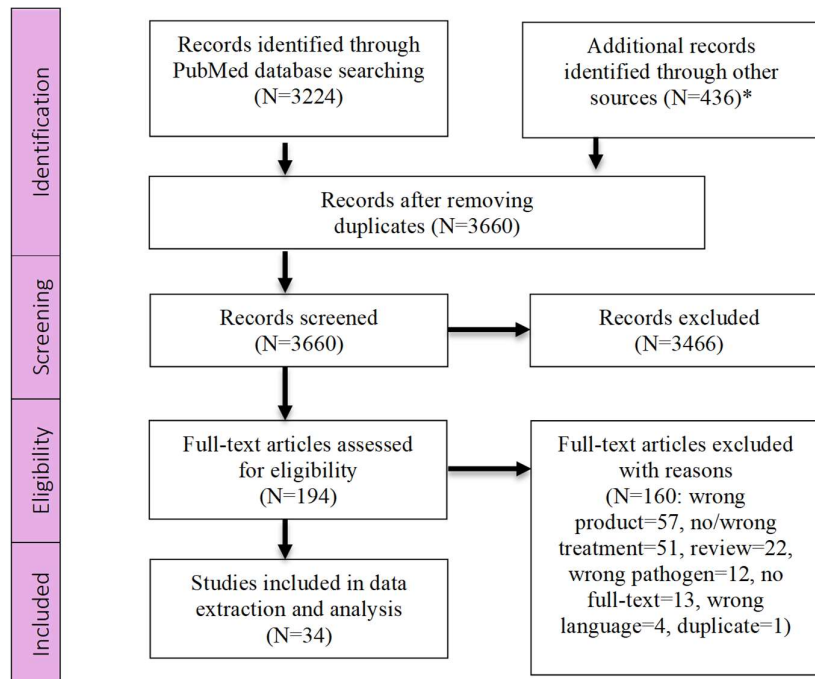 Identification
Records identified through
PubMed database searching
(N=3224)
Additional records
identified through other
sources (N=436)*
Records after removing
duplicates (N=3660)
Screening
Records screened
(N=3660)
Records excluded
(N=3466)
Eligibility
Full-text articles assessed
for eligibility
(N=194)
Full-text articles excluded
with reasons
(N=160: wrong
product=57, no/wrong
treatment=51, review=22,
wrong pathogen=12, no
full-text=13, wrong
language=4, duplicate=1)
Included
Studies included in data
extraction and analysis
(N=34)